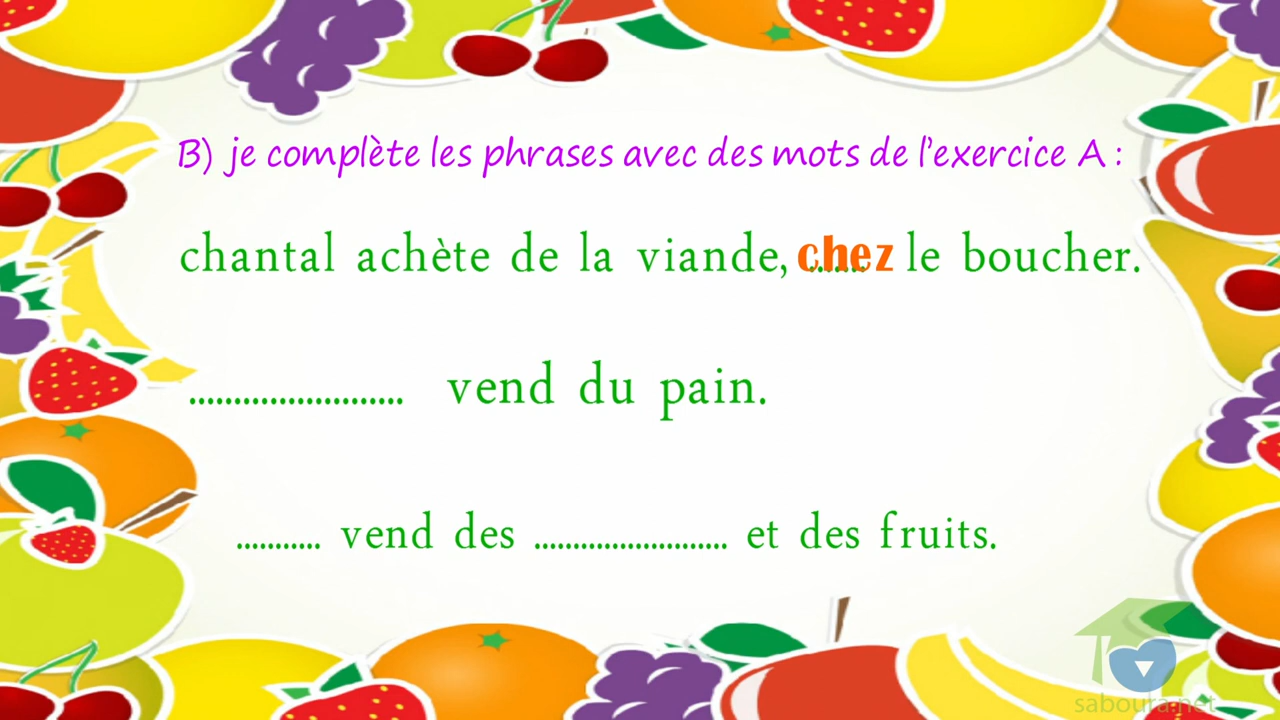 B) je complète les phrases avec des mots de l'exercice A :
chantal achète de la viande, chez le boucher.
........................ vend du pain.
........... vend des ......................... et des fruits.
saboura.net